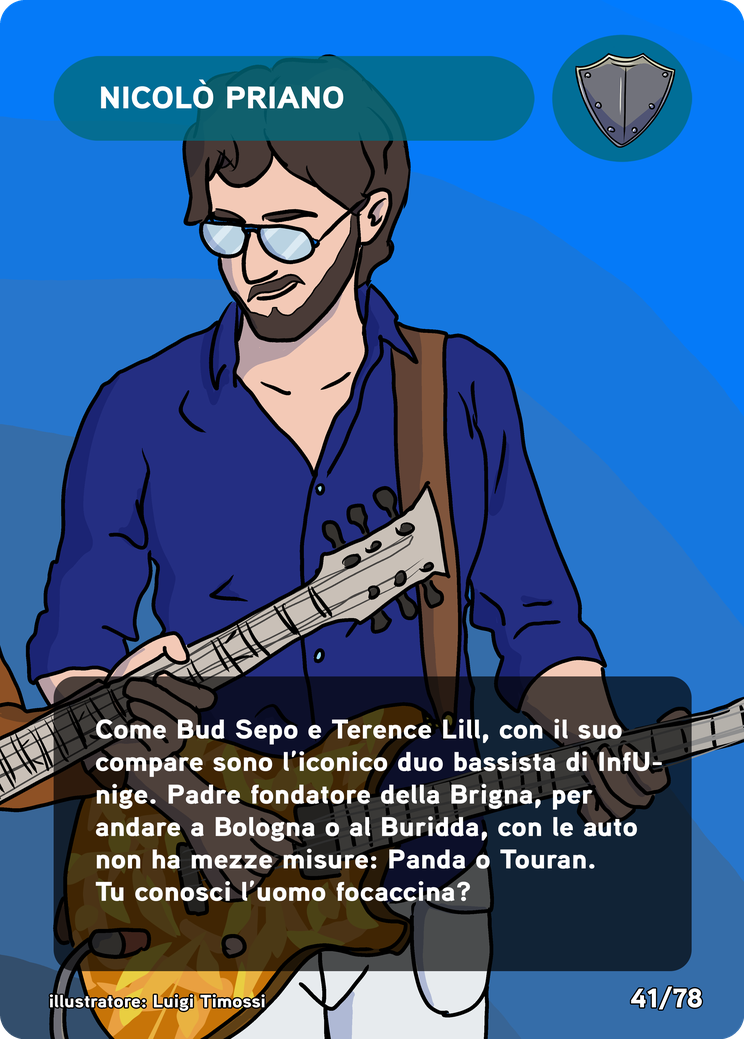 NICOLÒ PRIANO
Come Bud Sepo e Terence Lill, con il suo
compare sono l'iconico duo bassista di InfU-
nige. Padre fondatore della Brigna, per
andare a Bologna o al Buridda, con le auto
non ha mezze misure: Panda o Touran.
Tu conosci l'uomo focaccina?
illustratore: Luigi Timossi
41/78